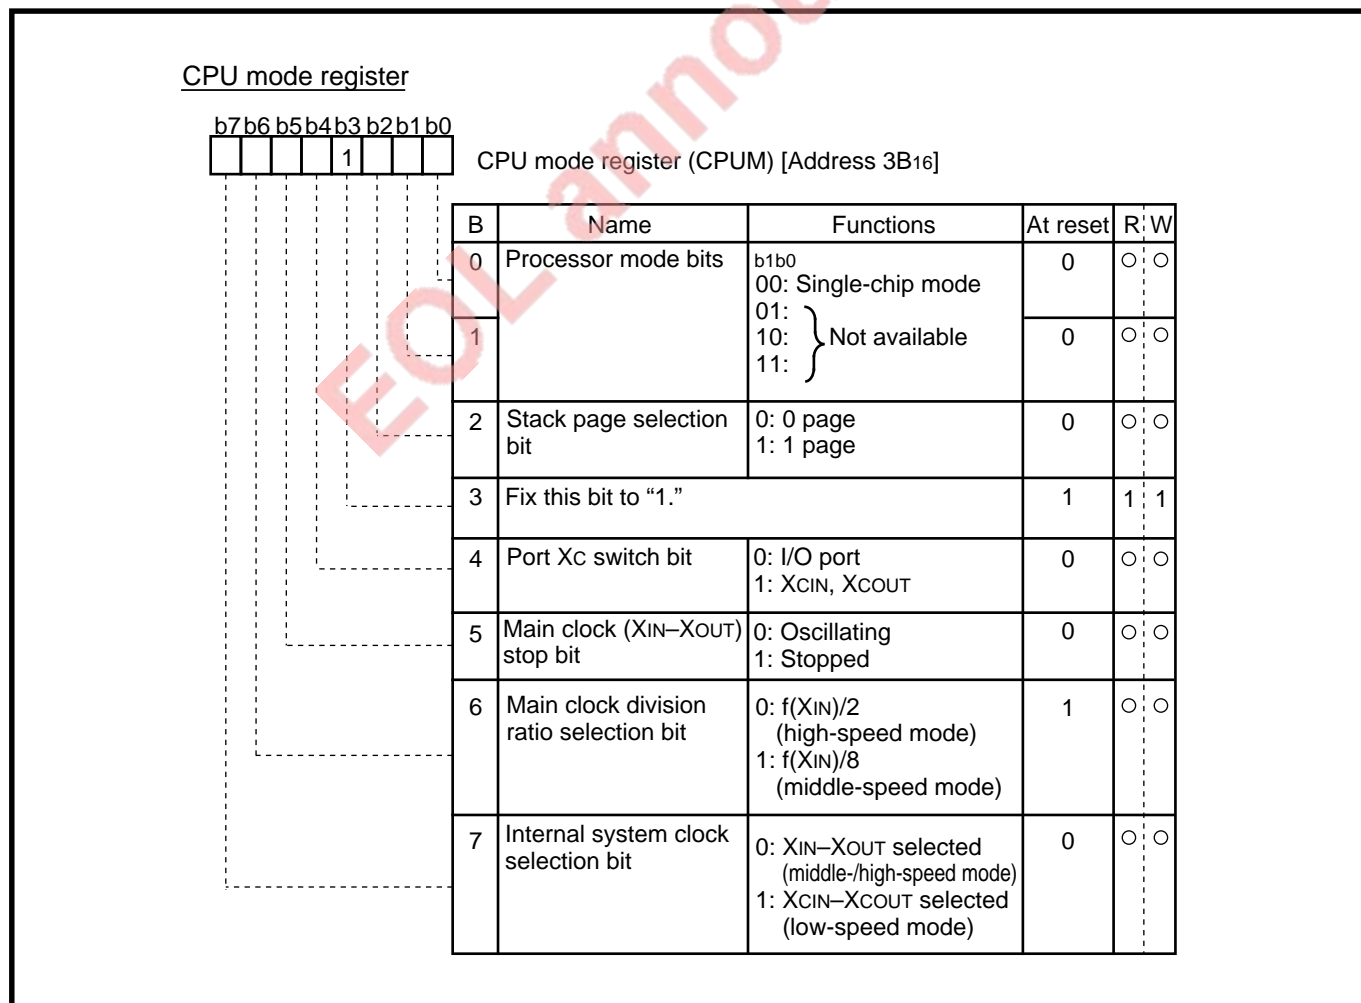 EOL annou
CPU mode register
b7 b6 b5 b4 b3 b2 b1 b0
1
CPU mode register (CPUM) [Address 3B16]
B Name Functions At reset R W
0 Processor mode bits b1b0 0 ○ ○
00: Single-chip mode
01:
1 10: Not available 0 ○ ○
11:
2 Stack page selection 0: 0 page 0 ○ ○
bit 1: 1 page
3 Fix this bit to “1.” 1 1 1
4 Port XC switch bit 0: I/O port 0 ○ ○
1: XCIN, XCOUT
5 Main clock (XIN–XOUT) 0: Oscillating 0 ○ ○
stop bit 1: Stopped
6 Main clock division 0: f(XIN)/2 1 ○ ○
ratio selection bit (high-speed mode)
1: f(XIN)/8
(middle-speed mode)
7 Internal system clock 0: XIN–XOUT selected 0 ○ ○
selection bit (middle-/high-speed mode)
1: XCIN–XCOUT selected
(low-speed mode)